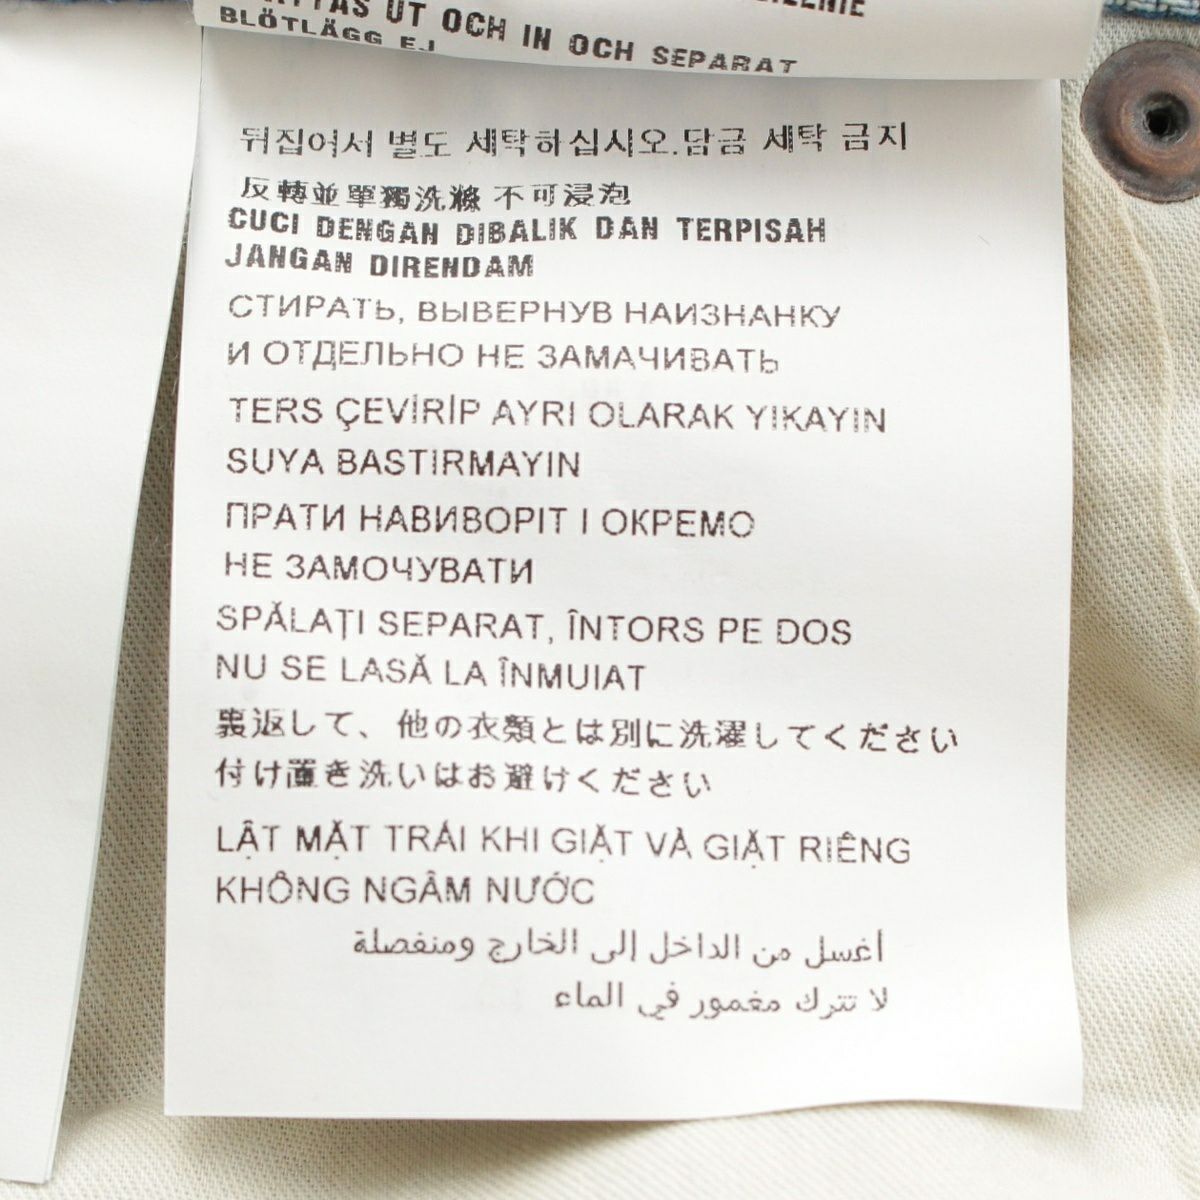 UT OCH IN OCH SEPARAT
BLÖTLÄGG EJ
뒤집어서 별도 세탁하십시오.담금 세탁 금지
反轉並單獨洗滌 不可浸泡
CUCI DENGAN DIBALIK DAN TERPISAH
JANGAN DIRENDAM
СТИРАТЬ, ВЫВЕРНУВ НАИЗНАНКУ
И ОТДЕЛЬНО НЕ ЗАМАЧИВАТЬ
TERS ÇEVİRİP AYRI OLARAK YIKAYIN
SUYA BASTIRMAYIN
ПРАТИ НАВИВОРІТ І ОКРЕМО
НЕ ЗАМОЧУВАТИ
SPĂLAȚI SEPARAT, ÎNTORS PE DOS
NU SE LASĂ LA ÎNMUIAT
裏返して、他の衣類とは別に洗濯してください
付け置き洗いはお避けください
LẬT MẶT TRÁI KHI GIẶT VÀ GIẶT RIÊNG
KHÔNG NGÂM NƯỚC
أغسل من الداخل إلى الخارج ومنفصلة
لا تترك مغمور في الماء